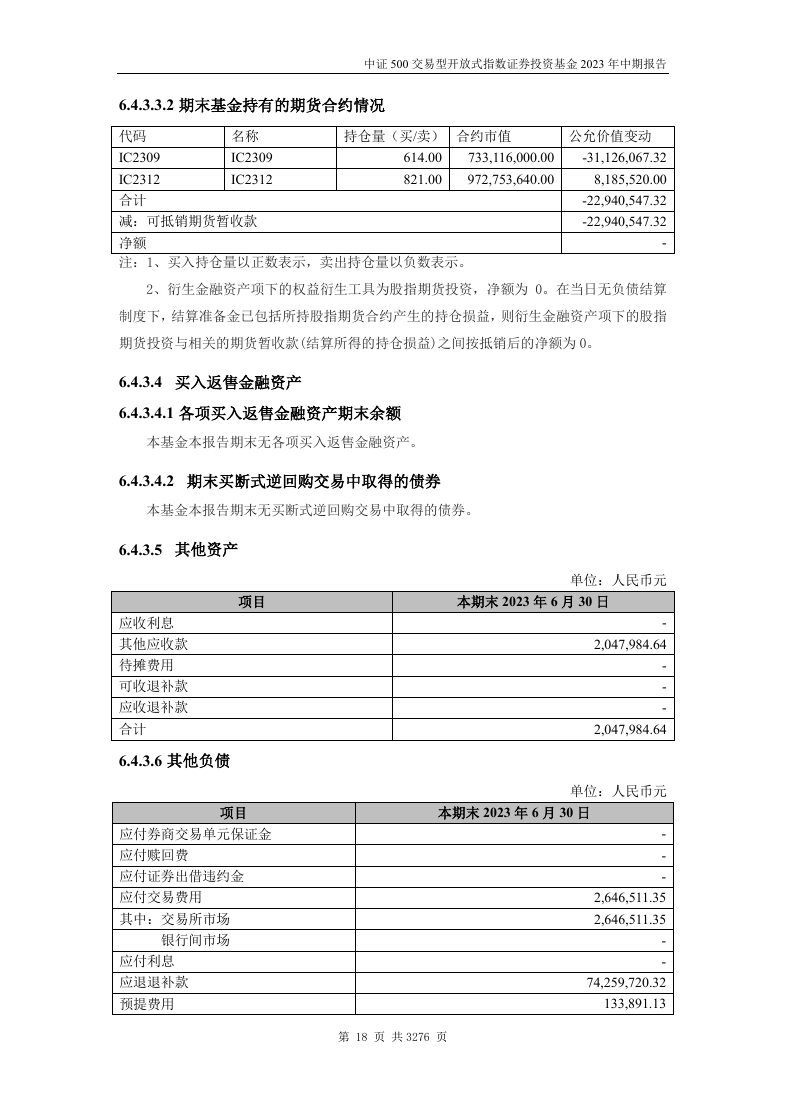 中证 500 交易型开放式指数证券投资基金 2023 年中期报告
6.4.3.3.2 期末基金持有的期货合约情况
代码 名称 持仓量（买/卖） 合约市值 公允价值变动
IC2309 IC2309 614.00 733,116,000.00 -31,126,067.32
IC2312 IC2312 821.00 972,753,640.00 8,185,520.00
合计 -22,940,547.32
减：可抵销期货暂收款 -22,940,547.32
净额 -
注：1、买入持仓量以正数表示，卖出持仓量以负数表示。
2、衍生金融资产项下的权益衍生工具为股指期货投资，净额为 0。在当日无负债结算
制度下，结算准备金已包括所持股指期货合约产生的持仓损益，则衍生金融资产项下的股指
期货投资与相关的期货暂收款(结算所得的持仓损益)之间按抵销后的净额为 0。
6.4.3.4 买入返售金融资产
6.4.3.4.1 各项买入返售金融资产期末余额
本基金本报告期末无各项买入返售金融资产。
6.4.3.4.2 期末买断式逆回购交易中取得的债券
本基金本报告期末无买断式逆回购交易中取得的债券。
6.4.3.5 其他资产
单位：人民币元
项目 本期末 2023 年 6 月 30 日
应收利息 -
其他应收款 2,047,984.64
待摊费用 -
可收退补款 -
应收退补款 -
合计 2,047,984.64
6.4.3.6 其他负债
单位：人民币元
项目 本期末 2023 年 6 月 30 日
应付券商交易单元保证金 -
应付赎回费 -
应付证券出借违约金 -
应付交易费用 2,646,511.35
其中：交易所市场 2,646,511.35
银行间市场 -
应付利息 -
应退退补款 74,259,720.32
预提费用 133,891.13
第 18 页 共 3276 页